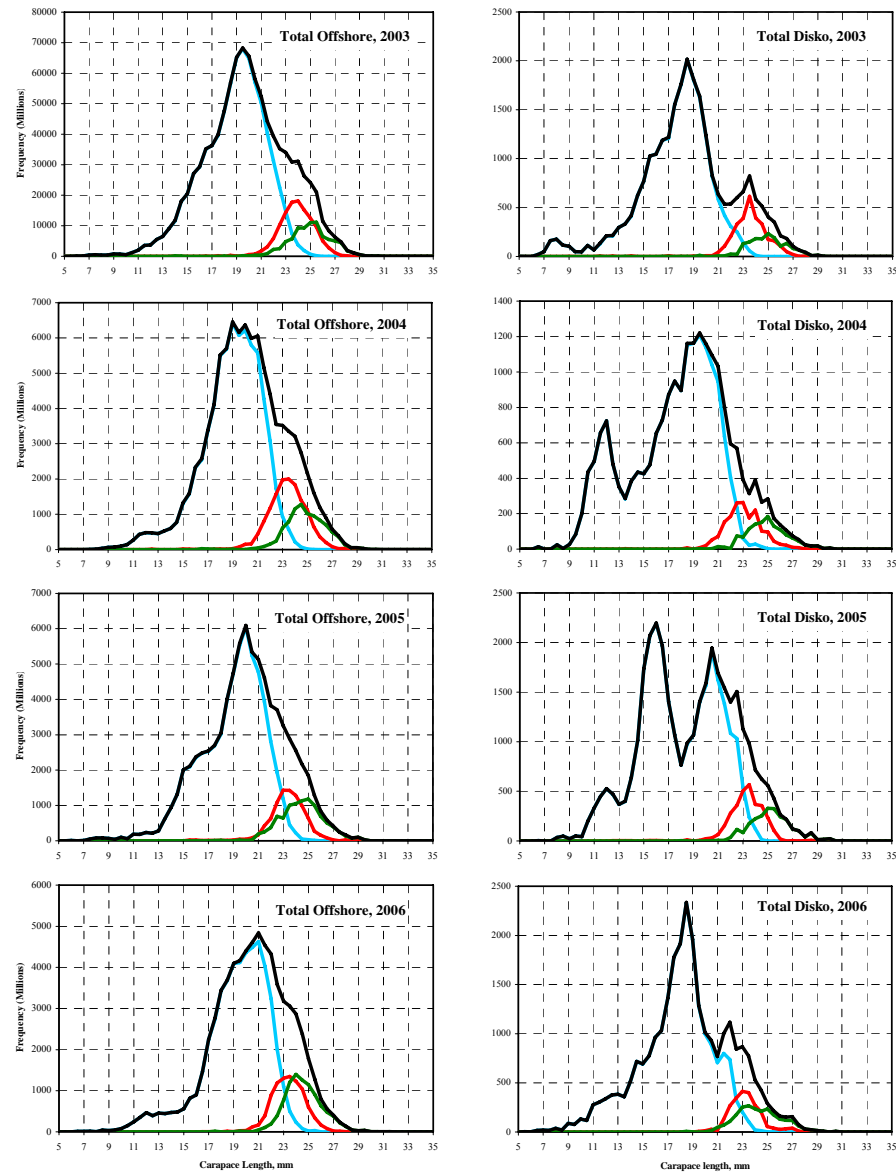 Total Offshore, 2003
Frequency (Millions)
80000
70000
60000
50000
40000
30000
20000
10000
0
5 7 9 11 13 15 17 19 21 23 25 27 29 31 33 35
Total Disko, 2003
2500
2000
1500
1000
500
0
5 7 9 11 13 15 17 19 21 23 25 27 29 31 33 35
Total Offshore, 2004
Frequency (Millions)
7000
6000
5000
4000
3000
2000
1000
0
5 7 9 11 13 15 17 19 21 23 25 27 29 31 33 35
Total Disko, 2004
1400
1200
1000
800
600
400
200
0
5 7 9 11 13 15 17 19 21 23 25 27 29 31 33 35
Total Offshore, 2005
Frequency (Millions)
7000
6000
5000
4000
3000
2000
1000
0
5 7 9 11 13 15 17 19 21 23 25 27 29 31 33 35
Total Disko, 2005
2500
2000
1500
1000
500
0
5 7 9 11 13 15 17 19 21 23 25 27 29 31 33 35
Total Offshore, 2006
Frequency (Millions)
6000
5000
4000
3000
2000
1000
0
5 7 9 11 13 15 17 19 21 23 25 27 29 31 33 35
Carapace Length, mm
Total Disko, 2006
2500
2000
1500
1000
500
0
5 7 9 11 13 15 17 19 21 23 25 27 29 31 33 35
Carapace length, mm